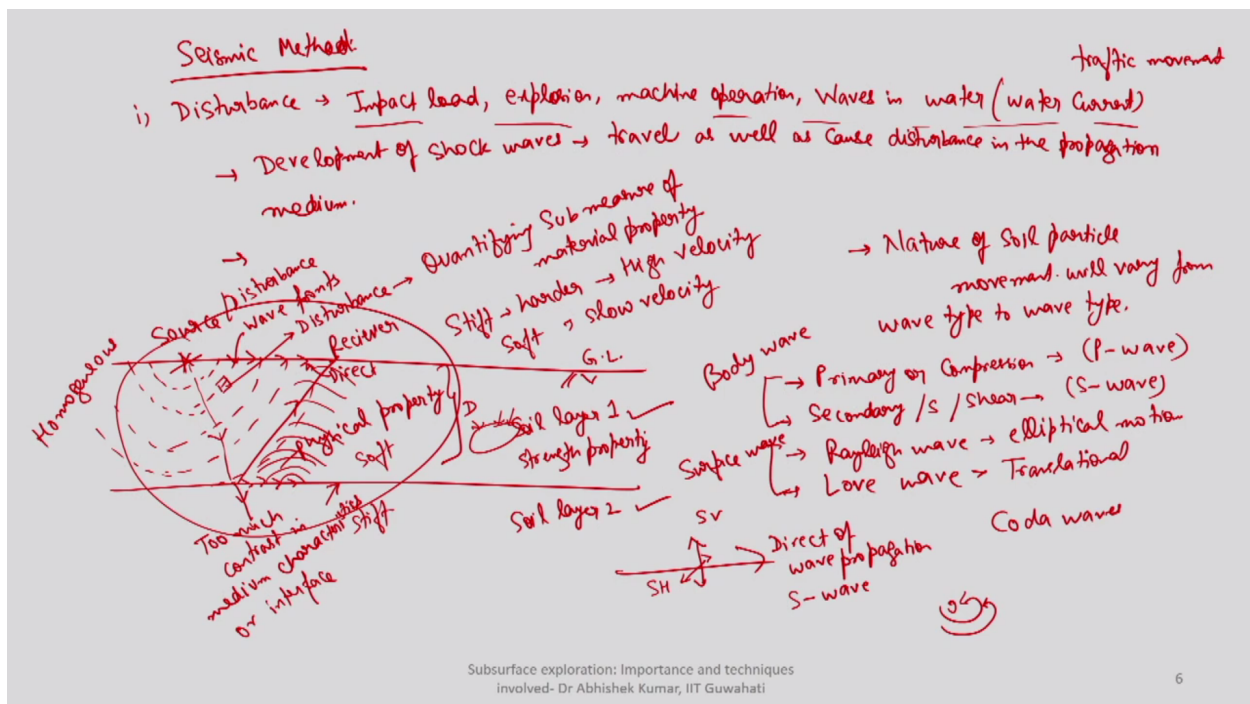 Seismic Method
traffic movement
i) Disturbance → Impact load, explosion, machine operation, Waves in water (water current)
→ Development of shock waves → travel as well as cause disturbance in the propagation
medium.
→
Source/Disturbance
wave fonts
Disturbance → Quantifying Sub measure of
material property
Stiff → harder → High velocity
Soft → slow velocity
Reciever
Direct
Homogeneous
Physical property
Soft
D
G.L.
Soil layer 1
strength property
Soil layer 2
Stiff
Too much
contrast in
medium characteristics
or interface
→ Nature of Soil particle
movement will vary from
wave type to wave type.
Body wave
→ Primary or Compression → (P-wave)
→ Secondary /S /Shear → (S-wave)
Surface wave
→ Rayleigh wave → elliptical motion
→ Love wave > Translational
Coda waves
SV
SH
Direct of
wave propagation
S-wave
Subsurface exploration: Importance and techniques
involved- Dr Abhishek Kumar, IIT Guwahati
6